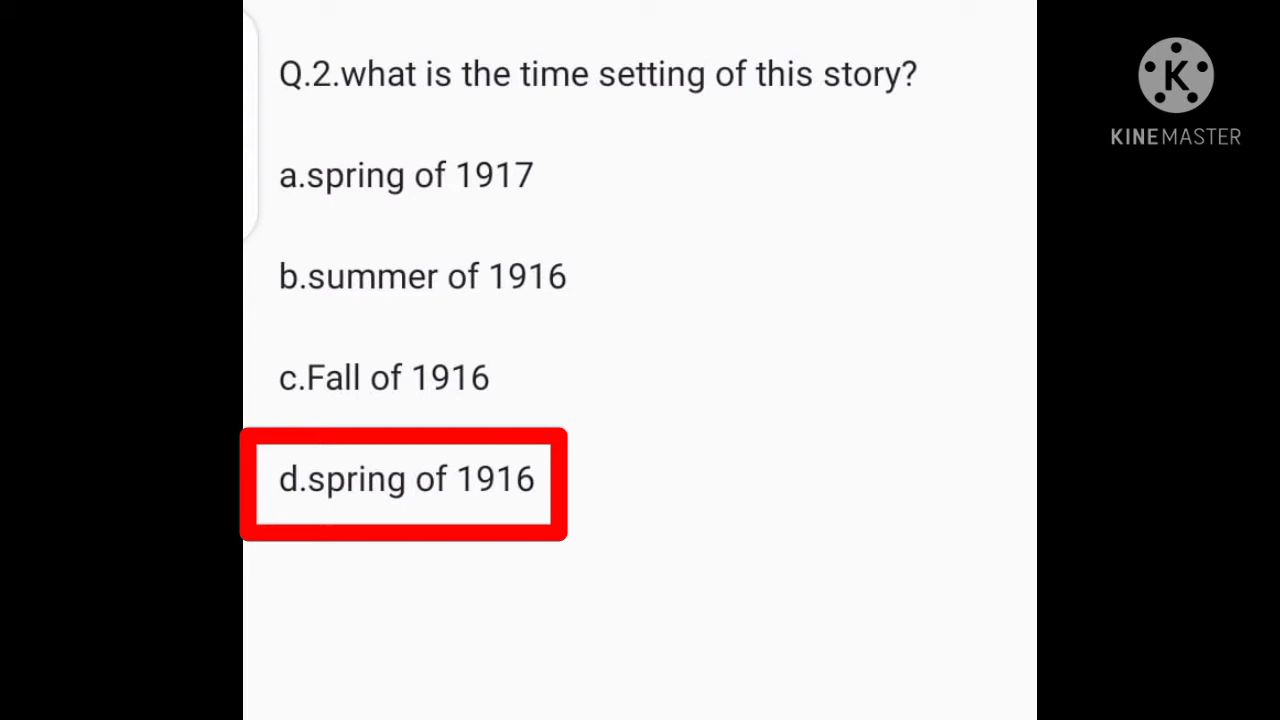 Q.2.what is the time setting of this story?
a.spring of 1917
b.summer of 1916
c.Fall of 1916
d.spring of 1916
K
KINEMASTER